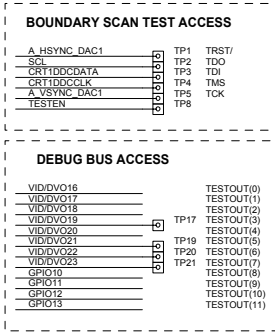 BOUNDARY SCAN TEST ACCESS
A_HSYNC_DAC1 TP1 TRST/
SCL TP2 TDO
CRT1DDCDATA TP3 TDI
CRT1DDCCLK TP4 TMS
A_VSYNC_DAC1 TP5 TCK
TESTEN TP8
DEBUG BUS ACCESS
VID/DVO16 TESTOUT(0)
VID/DVO17 TESTOUT(1)
VID/DVO18 TESTOUT(2)
VID/DVO19 TP17 TESTOUT(3)
VID/DVO20 TESTOUT(4)
VID/DVO21 TP19 TESTOUT(5)
VID/DVO22 TP20 TESTOUT(6)
VID/DVO23 TP21 TESTOUT(7)
GPIO10 TESTOUT(8)
GPIO11 TESTOUT(9)
GPIO12 TESTOUT(10)
GPIO13 TESTOUT(11)